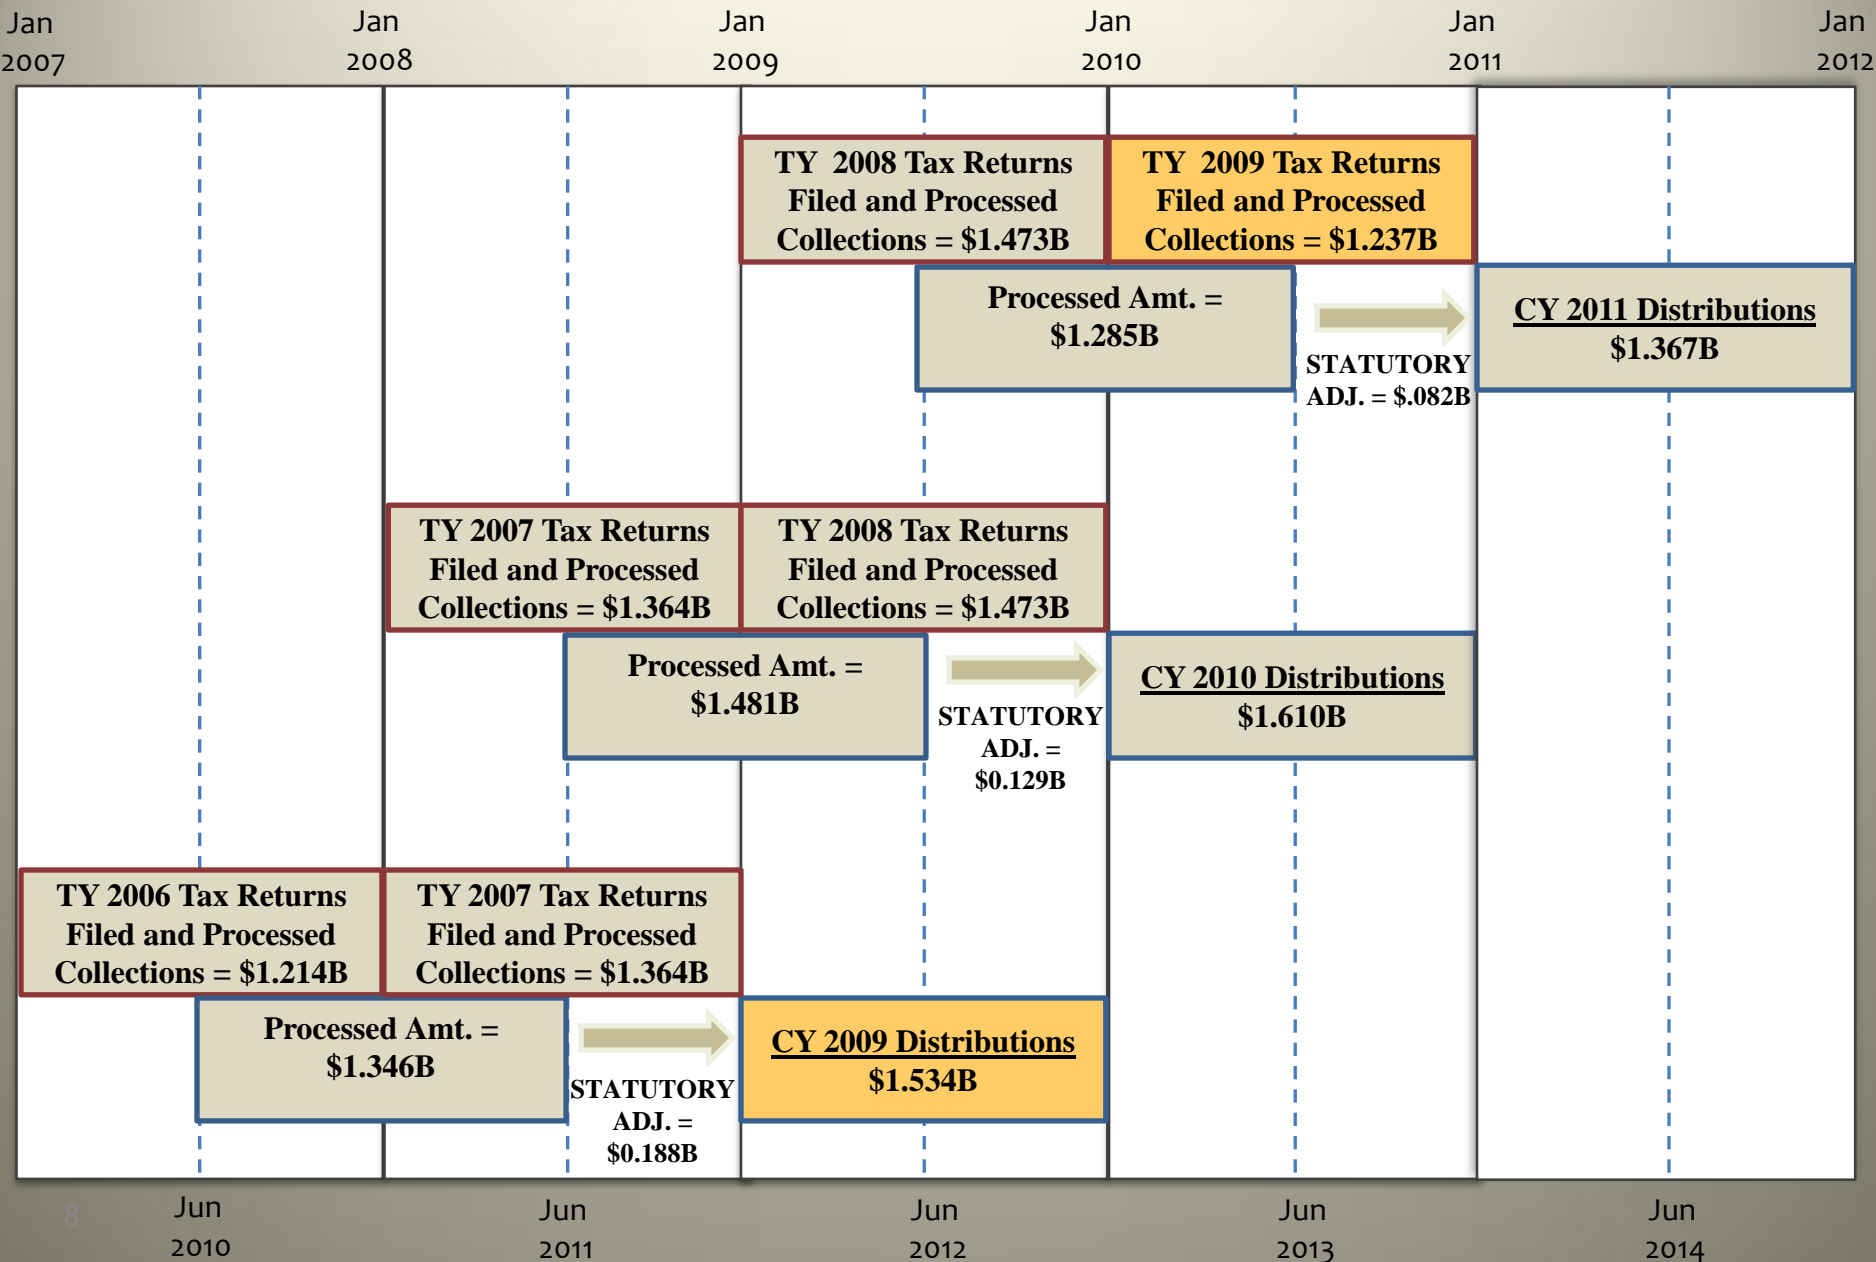 Jan
2007
Jan
2008
Jan
2009
Jan
2010
Jan
2011
Jan
2012
TY 2008 Tax Returns
Filed and Processed
Collections = $1.473B
TY 2009 Tax Returns
Filed and Processed
Collections = $1.237B
Processed Amt. =
$1.285B
STATUTORY
ADJ. = $.082B
CY 2011 Distributions
$1.367B
TY 2007 Tax Returns
Filed and Processed
Collections = $1.364B
TY 2008 Tax Returns
Filed and Processed
Collections = $1.473B
Processed Amt. =
$1.481B
STATUTORY
ADJ. =
$0.129B
CY 2010 Distributions
$1.610B
TY 2006 Tax Returns
Filed and Processed
Collections = $1.214B
TY 2007 Tax Returns
Filed and Processed
Collections = $1.364B
Processed Amt. =
$1.346B
STATUTORY
ADJ. =
$0.188B
CY 2009 Distributions
$1.534B
8
Jun
2010
Jun
2011
Jun
2012
Jun
2013
Jun
2014